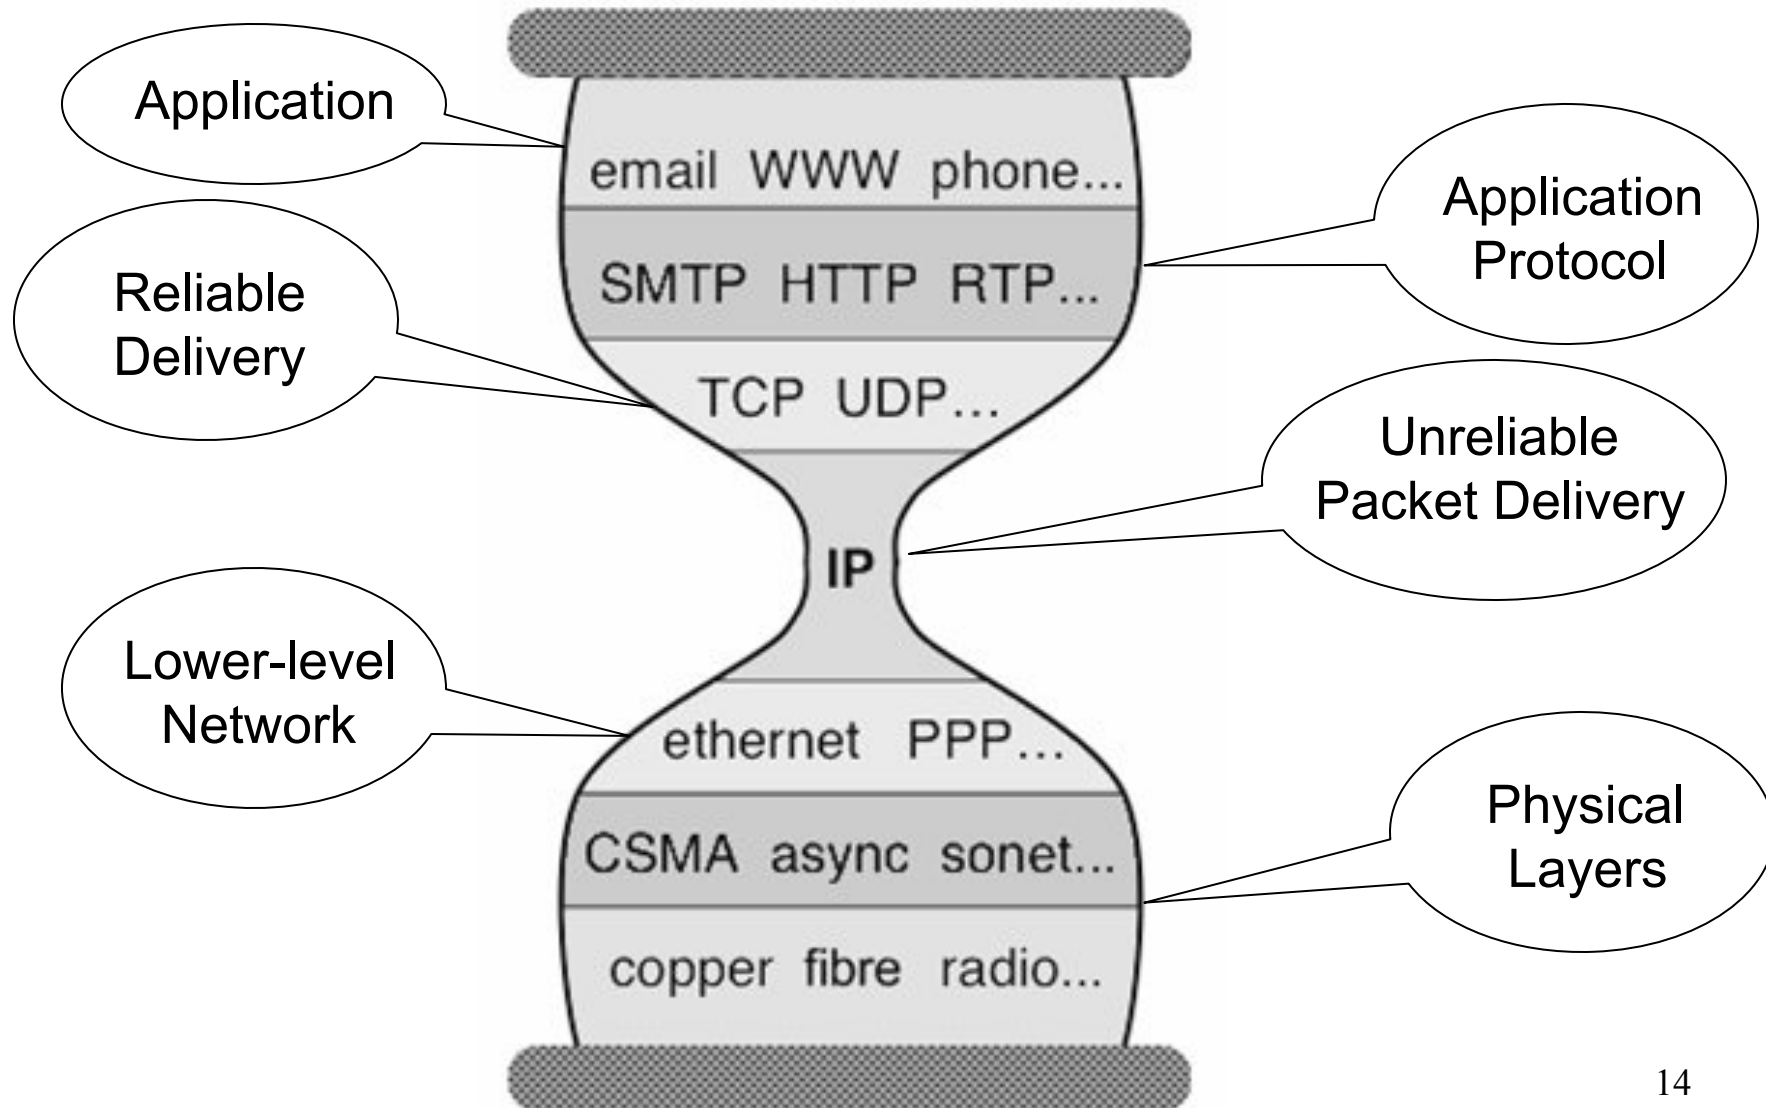 Application
email WWW phone...
Application
Protocol
SMTP HTTP RTP...
Reliable
Delivery
TCP UDP...
Unreliable
Packet Delivery
IP
Lower-level
Network
ethernet PPP...
Physical
Layers
CSMA async sonet...
copper fibre radio...
14